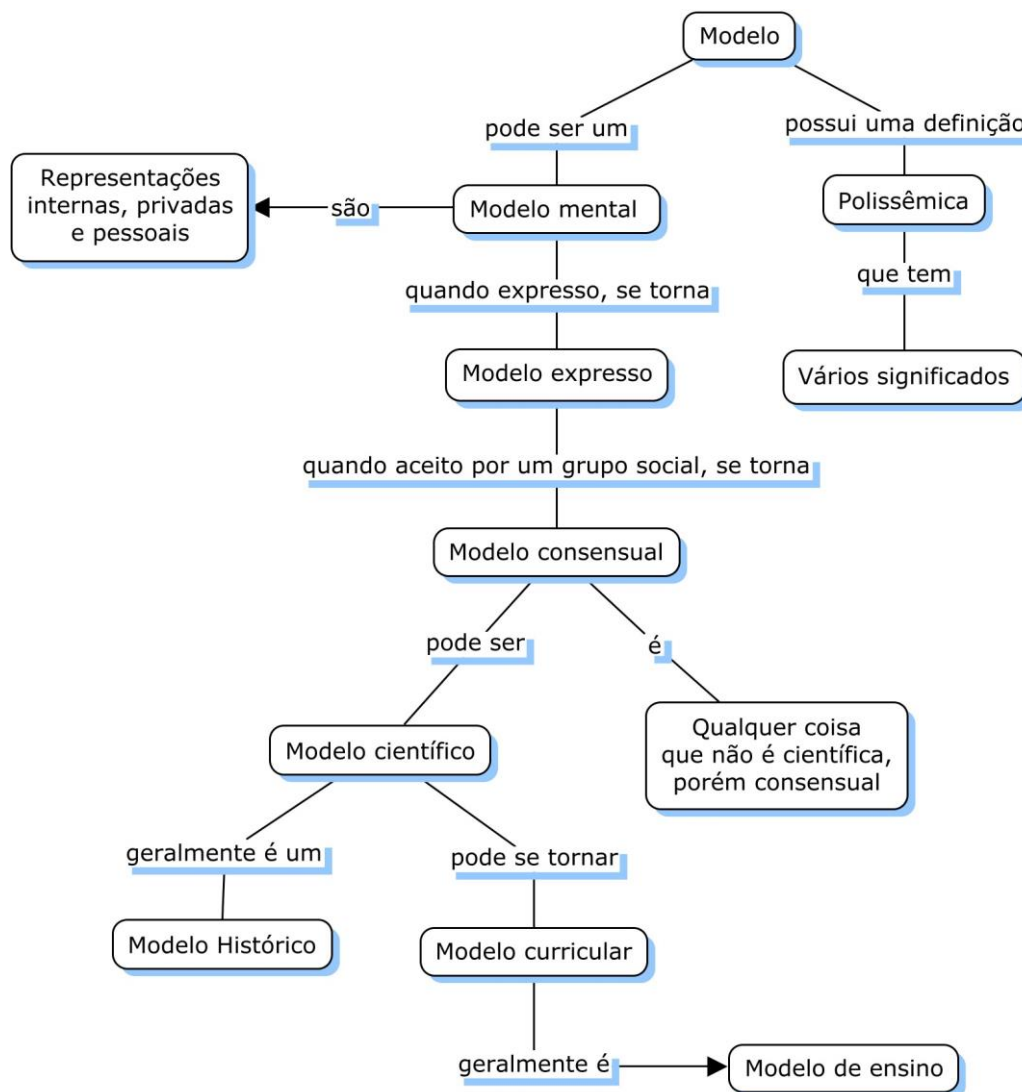 Modelo
pode ser um
possui uma definição
Representações
internas, privadas
e pessoais
são
Modelo mental
Polissêmica
quando expresso, se torna
que tem
Modelo expresso
Vários significados
quando aceito por um grupo social, se torna
Modelo consensual
pode ser
é
Modelo científico
Qualquer coisa
que não é científica,
porém consensual
geralmente é um
pode se tornar
Modelo Histórico
Modelo curricular
geralmente é
Modelo de ensino